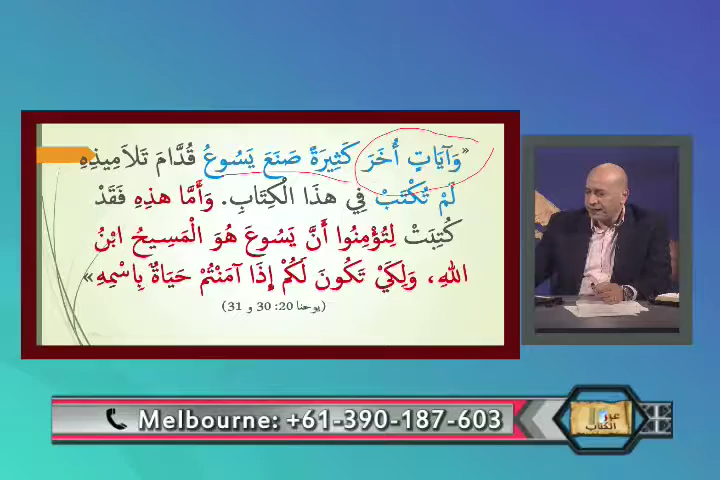 «وَآيَاتٍ أُخَرَ كَثِيرَةً صَنَعَ يَسُوعُ قُدَّامَ تَلاَمِيذِهِ
لَمْ تُكْتَبْ فِي هذَا الْكِتَابِ. وَأَمَّا هذِهِ فَقَدْ
كُتِبَتْ لِتُؤْمِنُوا أَنَّ يَسُوعَ هُوَ الْمَسِيحُ ابْنُ
اللهِ، وَلِكَيْ تَكُونَ لَكُمْ إِذَا آمَنْتُمْ حَيَاةٌ بِاسْمِهِ»
(يوحنا 20: 30 و 31)
Melbourne: +61-390-187-603
الكتاب